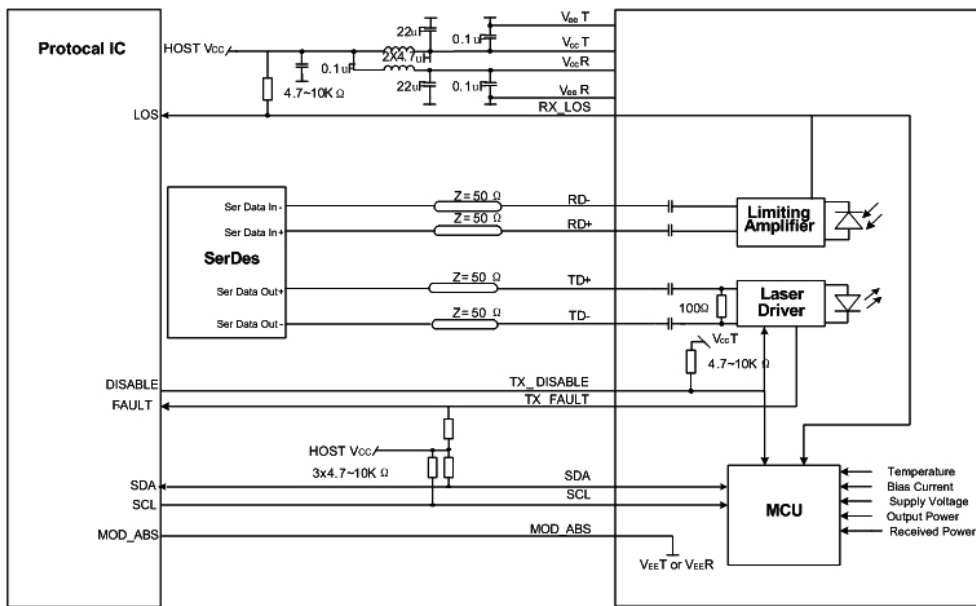 Protocal IC
HOST Vcc
22uF
0.1uF
VeeT
VccT
0.1uF
2X4.7uH
VccR
22uF
0.1uF
VeeR
4.7~10K Ω
LOS
RX_LOS
Ser Data In -
Z= 50 Ω
RD-
Ser Data In+
Z= 50 Ω
RD+
Limiting
Amplifier
SerDes
Ser Data Out+
Z= 50 Ω
TD+
Ser Data Out-
Z= 50 Ω
TD-
100Ω
Laser
Driver
VccT
4.7~10K Ω
DISABLE
TX_DISABLE
FAULT
TX_FAULT
HOST Vcc
3x4.7~10K Ω
SDA
SDA
SCL
SCL
MOD_ABS
MOD_ABS
VEET or VEER
MCU
Temperature
Bias Current
Supply Voltage
Output Power
Received Power